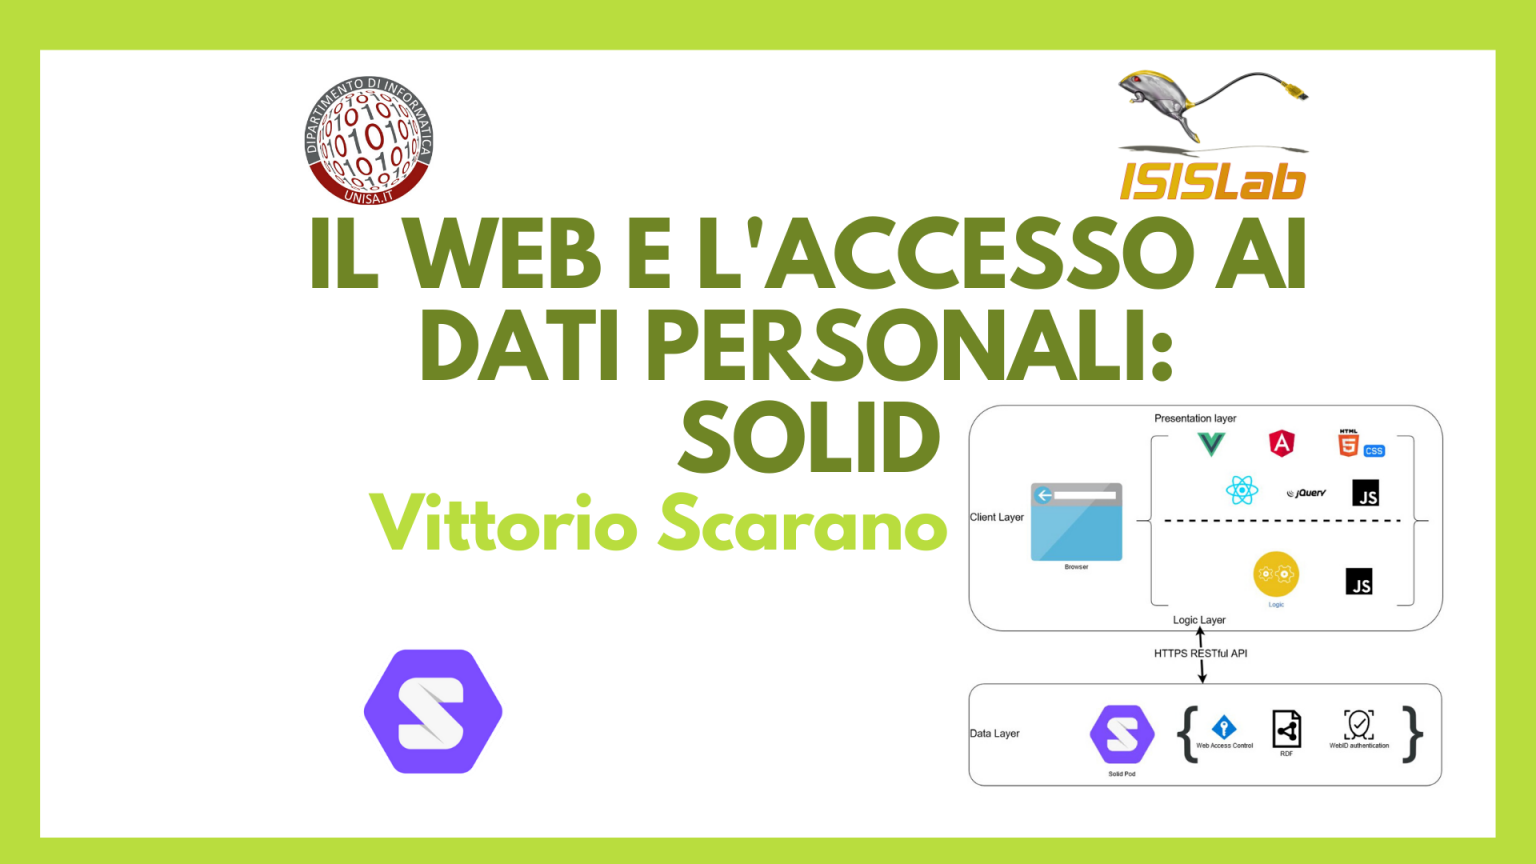 DIPARTIMENTO DI INFORMATICA
UNISA.IT
ISISLab
IL WEB E L'ACCESSO AI
DATI PERSONALI:
SOLID
Vittorio Scarano
Presentation layer
HTML
5
CSS
jQuery
JS
Client Layer
Browser
Logic
JS
Logic Layer
HTTPS RESTful API
Data Layer
Solid Pod
Web Access Control
RDF
WebID authentication